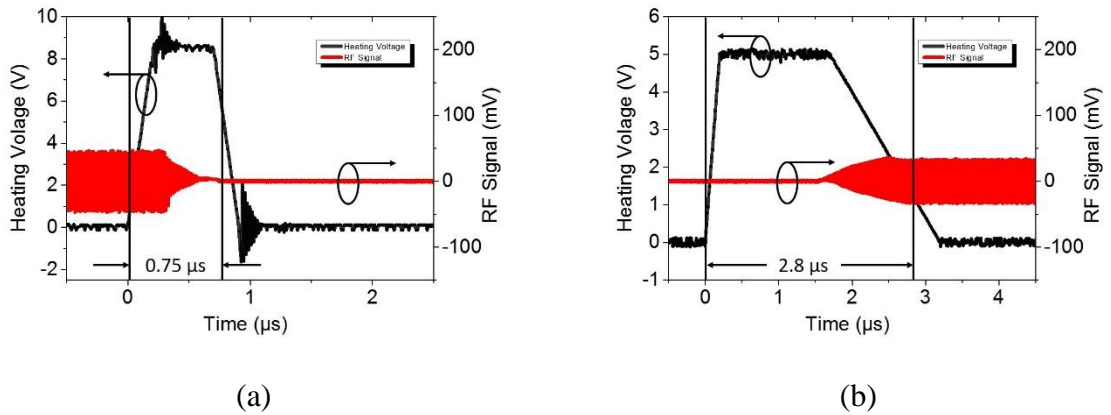 10
8
6
4
2
0
-2
Heating Volage (V)
200
100
0
-100
RF Signal (mV)
Heating Voltage
RF Signal
0.75 µs
0
1
2
Time (µs)
(a)
6
5
4
3
2
1
0
-1
Heating Volage (V)
200
100
0
-100
RF Signal (mV)
Heating Voltage
RF Signal
2.8 µs
0
1
2
3
4
Time (µs)
(b)